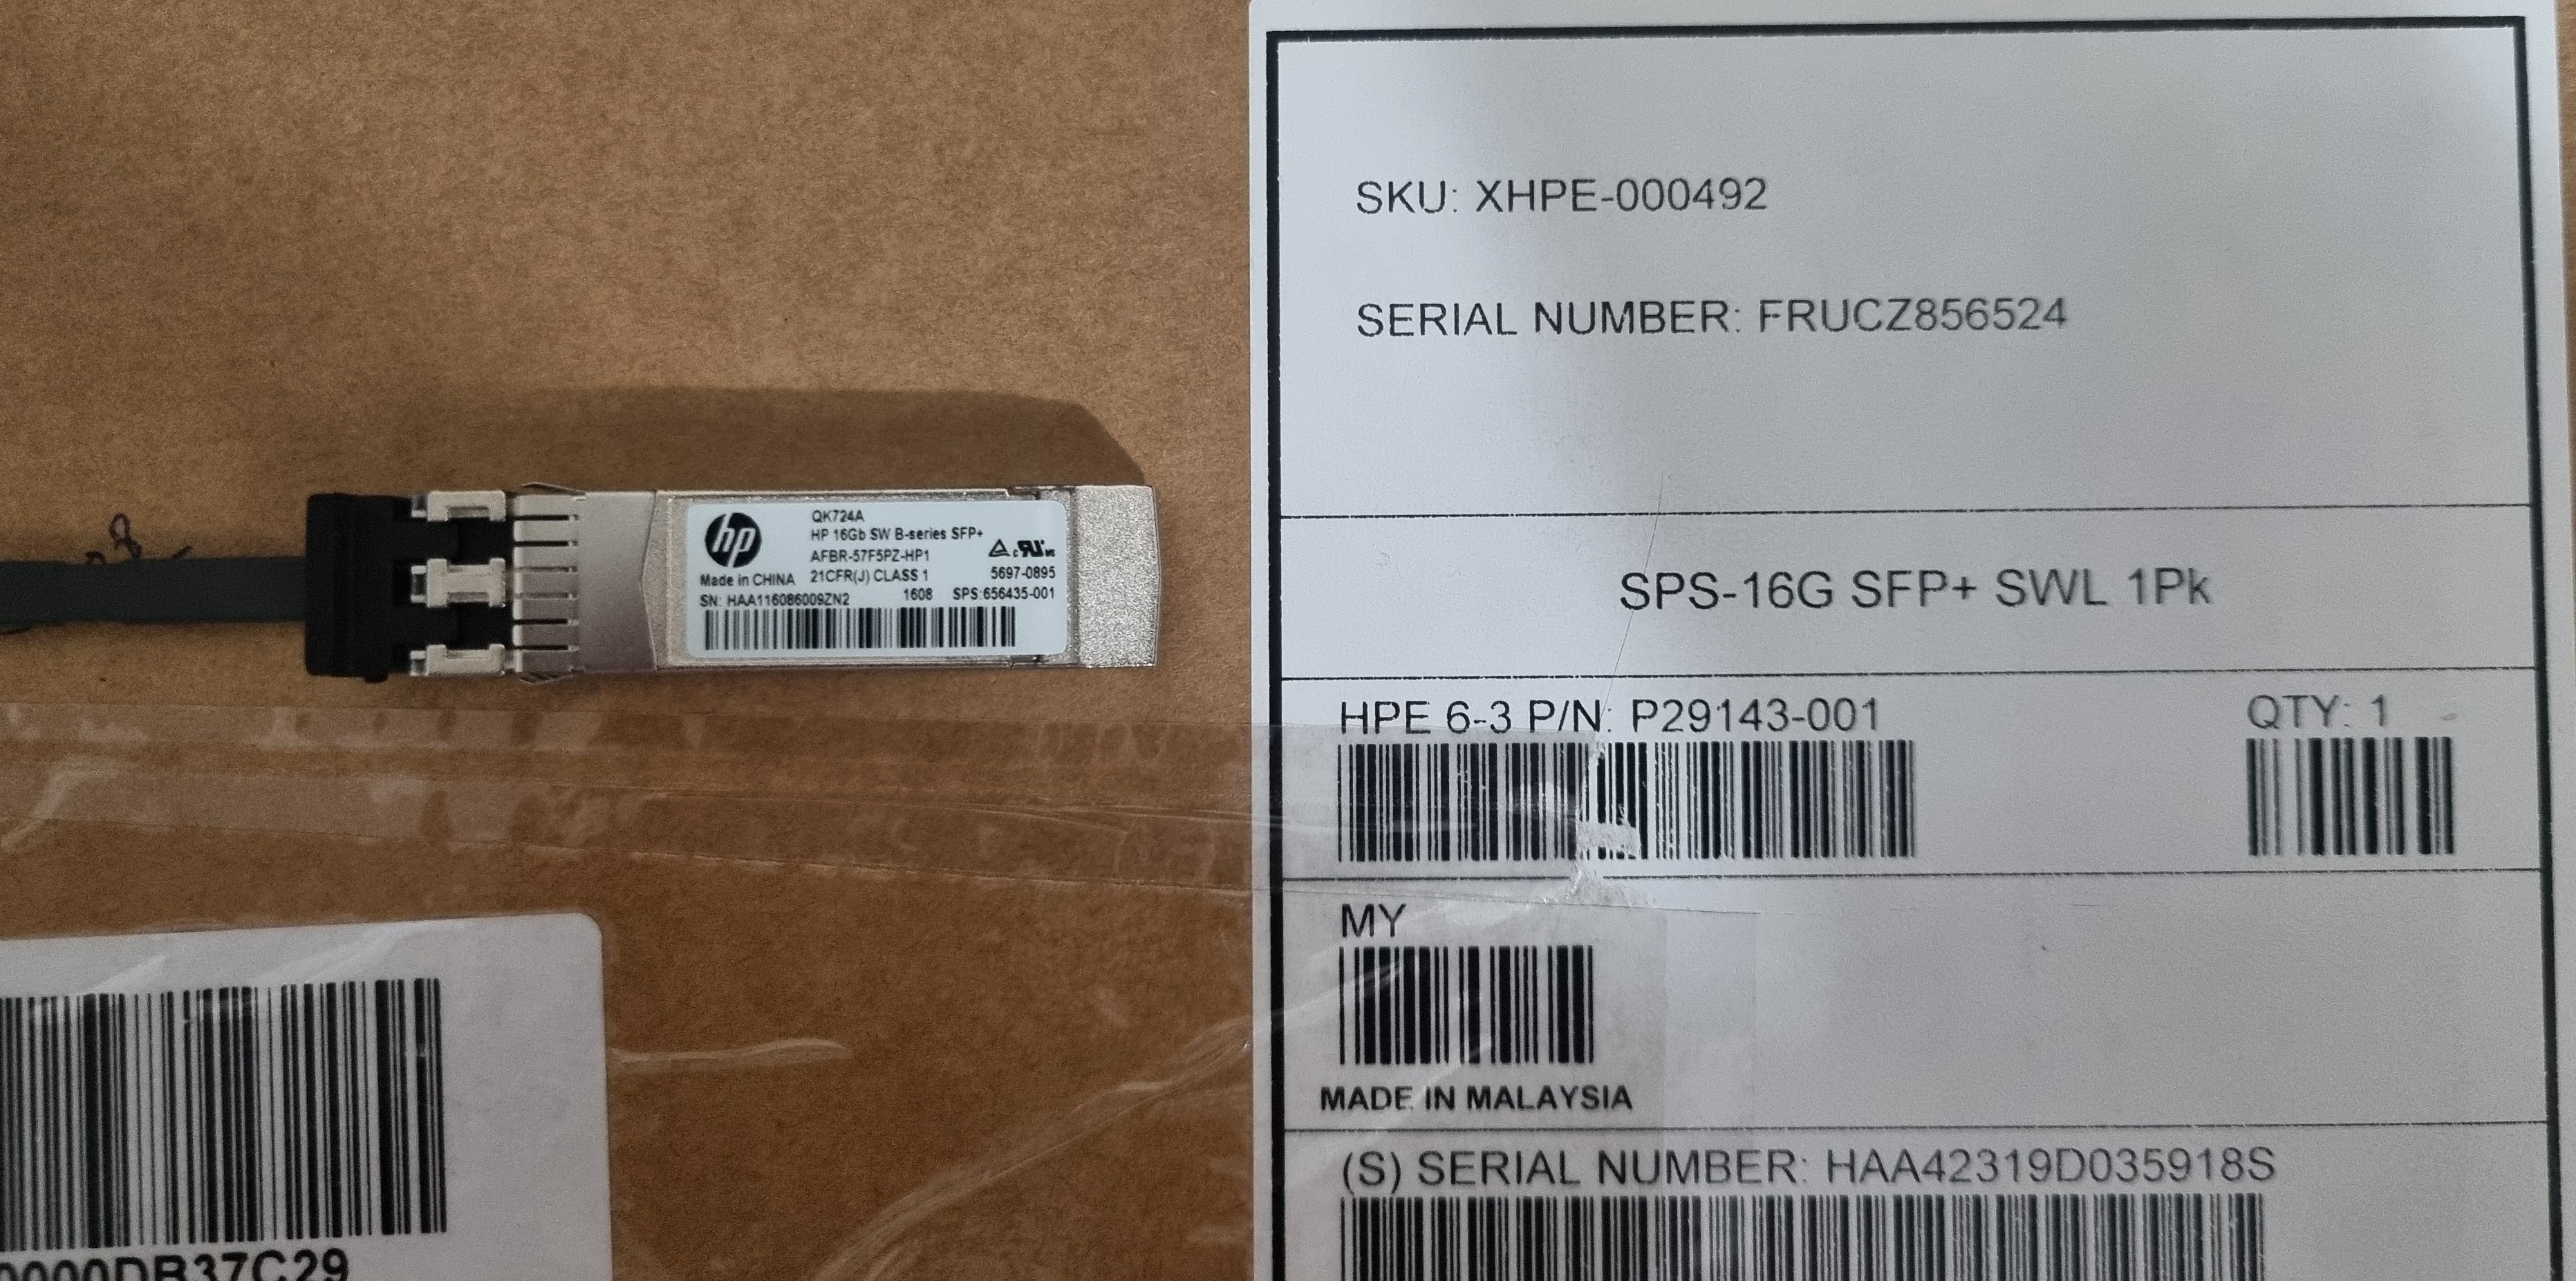 hp
QK724A
HP 16Gb SW B-series SFP+
AFBR-57F5PZ-HP1
Made in CHINA 21CFR(J) CLASS 1 5697-0895
SN: HAA116086009ZN2 1608 SPS:656435-001
SKU: XHPE-000492
SERIAL NUMBER: FRUCZ856524
SPS-16G SFP+ SWL 1Pk
HPE 6-3 P/N: P29143-001 QTY: 1
MY
MADE IN MALAYSIA
(S) SERIAL NUMBER: HAA42319D035918S
0000DB37C29